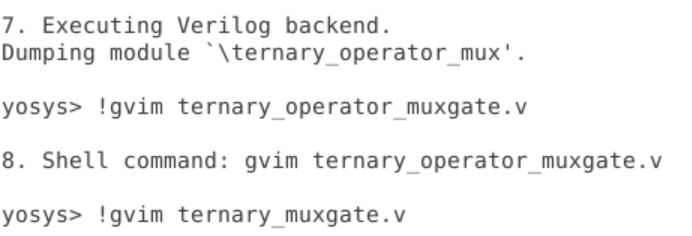 7. Executing Verilog backend.
Dumping module `\ternary_operator_mux'.
yosys> !gvim ternary_operator_muxgate.v
8. Shell command: gvim ternary_operator_muxgate.v
yosys> !gvim ternary_muxgate.v